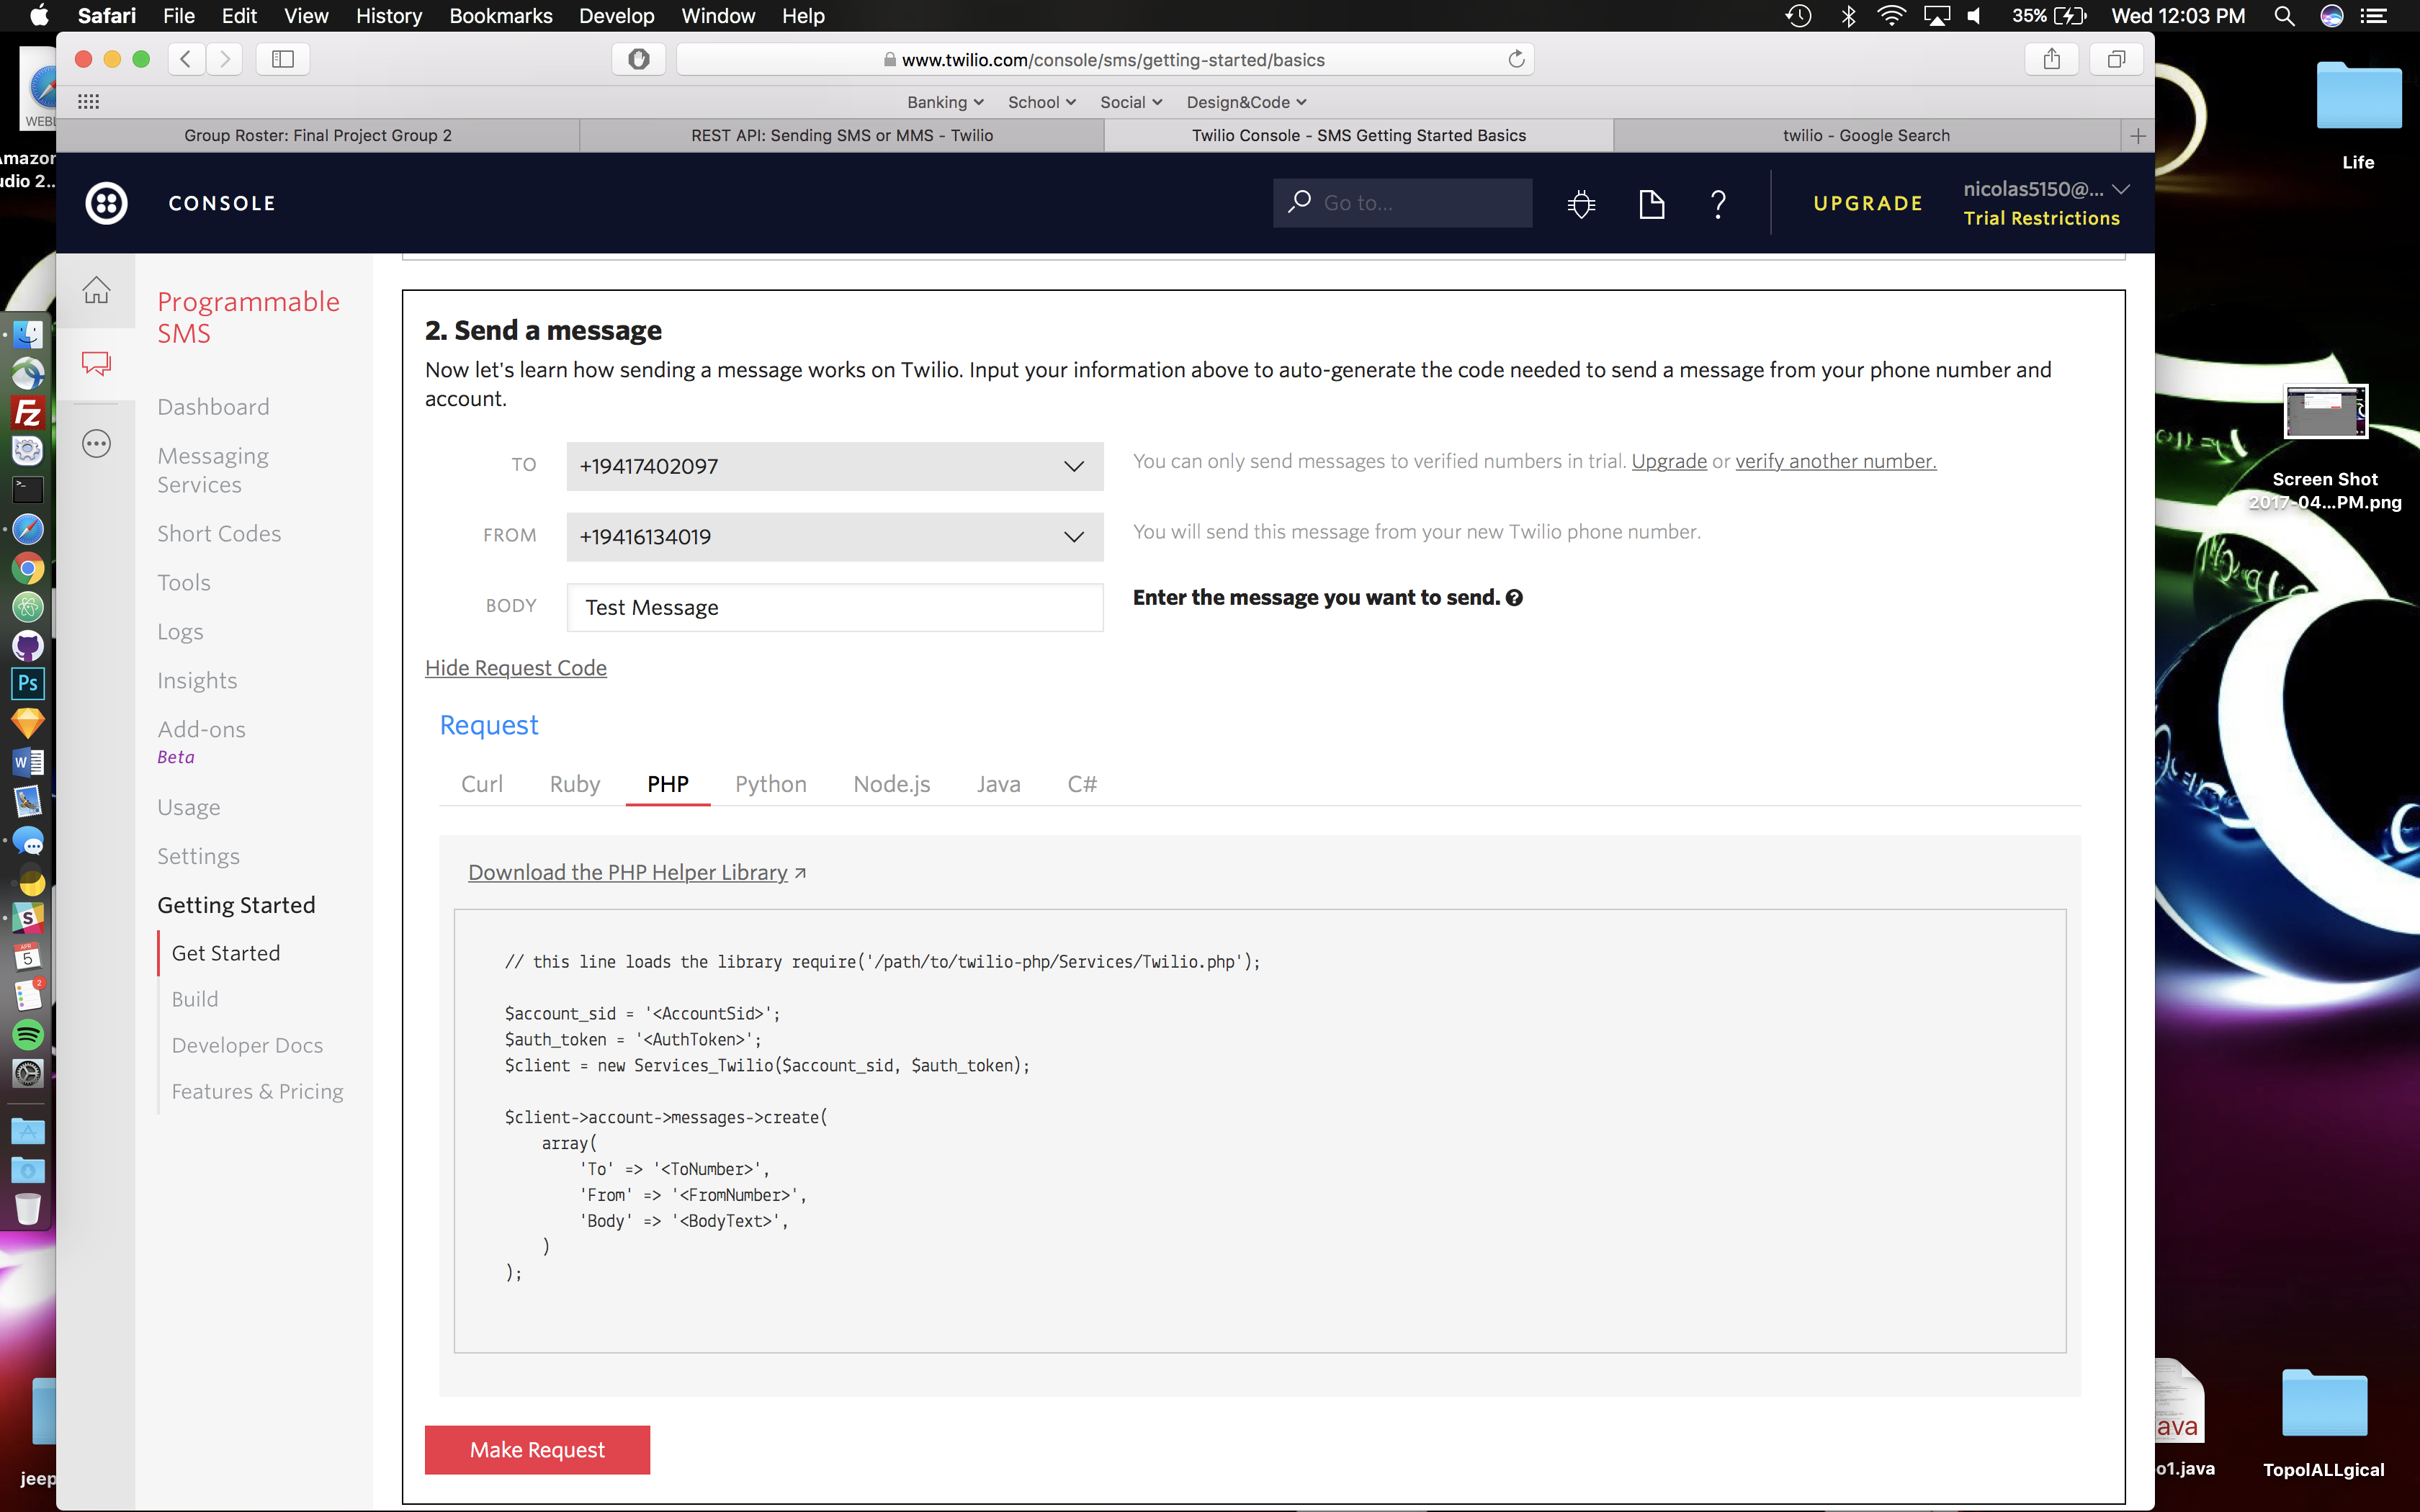 Safari File Edit View History Bookmarks Develop Window Help 35% Wed 12:03 PM
www.twilio.com/console/sms/getting-started/basics
Banking School Social Design&Code
Group Roster: Final Project Group 2 REST API: Sending SMS or MMS - Twilio Twilio Console - SMS Getting Started Basics twilio - Google Search
CONSOLE Go to... ? UPGRADE nicolas5150@...
Trial Restrictions
Programmable
SMS
Dashboard
Messaging
Services
Short Codes
Tools
Logs
Insights
Add-ons
Beta
Usage
Settings
Getting Started
Get Started
Build
Developer Docs
Features & Pricing
2. Send a message
Now let's learn how sending a message works on Twilio. Input your information above to auto-generate the code needed to send a message from your phone number and
account.
TO +19417402097 You can only send messages to verified numbers in trial. Upgrade or verify another number.
FROM +19416134019 You will send this message from your new Twilio phone number.
BODY Test Message Enter the message you want to send. ?
Hide Request Code
Request
Curl Ruby PHP Python Node.js Java C#
Download the PHP Helper Library
// this line loads the library require('/path/to/twilio-php/Services/Twilio.php');
$account_sid = '<AccountSid>';
$auth_token = '<AuthToken>';
$client = new Services_Twilio($account_sid, $auth_token);
$client->account->messages->create(
array(
'To' => '<ToNumber>',
'From' => '<FromNumber>',
'Body' => '<BodyText>',
)
);
Make Request
Life
Screen Shot
2017-04...PM.png
TopolALLgical
o1.java
ava
jeep
WEBL
Amazon
udio 2...
Fz
Ps
W
S
APR
5
2